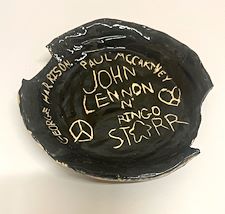 GEORGE HARRISON
PAUL McCARTNEY
JOHN
LENNON
N'
RINGO
STARR